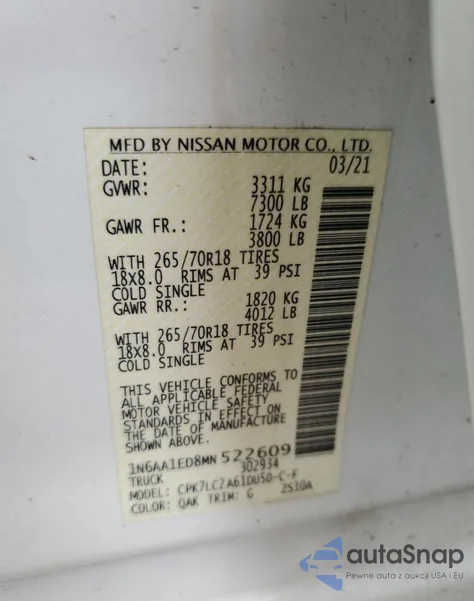 MFD BY NISSAN MOTOR CO., LTD.
DATE: 03/21
GVWR: 3311 KG
7300 LB
GAWR FR.: 1724 KG
3800 LB
WITH 265/70R18 TIRES
18X8.0 RIMS AT 39 PSI
COLD SINGLE
GAWR RR.: 1820 KG
4012 LB
WITH 265/70R18 TIRES
18X8.0 RIMS AT 39 PSI
COLD SINGLE
THIS VEHICLE CONFORMS TO
ALL APPLICABLE FEDERAL
MOTOR VEHICLE SAFETY
STANDARDS IN EFFECT ON
THE DATE OF MANUFACTURE
SHOWN ABOVE.
1N6AA1ED8MN 522609
TRUCK 302934
MODEL: CPK7LC2A61DU5D-C-F
COLOR: QAK TRIM: G 2510A
autoSnap
Pewne auta z aukcji USA i EU